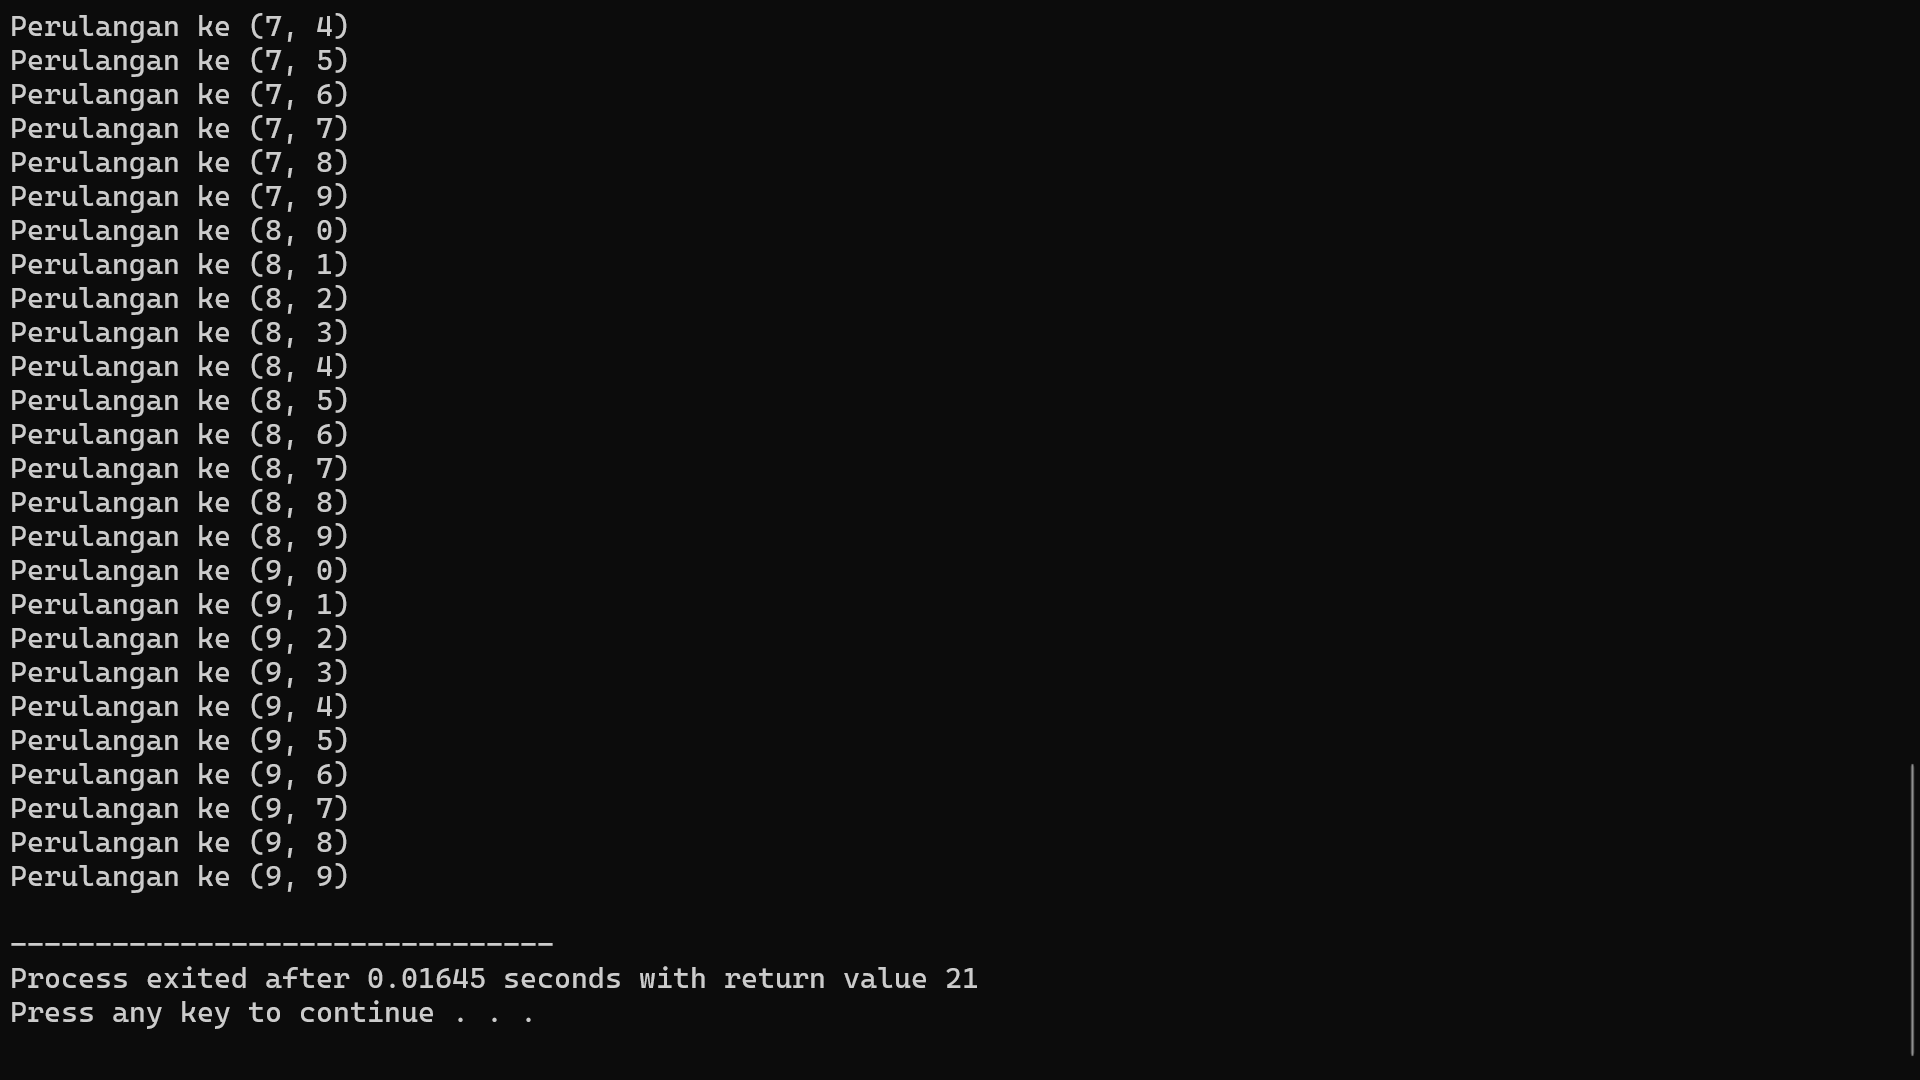 Perulangan ke (7, 4)
Perulangan ke (7, 5)
Perulangan ke (7, 6)
Perulangan ke (7, 7)
Perulangan ke (7, 8)
Perulangan ke (7, 9)
Perulangan ke (8, 0)
Perulangan ke (8, 1)
Perulangan ke (8, 2)
Perulangan ke (8, 3)
Perulangan ke (8, 4)
Perulangan ke (8, 5)
Perulangan ke (8, 6)
Perulangan ke (8, 7)
Perulangan ke (8, 8)
Perulangan ke (8, 9)
Perulangan ke (9, 0)
Perulangan ke (9, 1)
Perulangan ke (9, 2)
Perulangan ke (9, 3)
Perulangan ke (9, 4)
Perulangan ke (9, 5)
Perulangan ke (9, 6)
Perulangan ke (9, 7)
Perulangan ke (9, 8)
Perulangan ke (9, 9)
--------------------------------
Process exited after 0.01645 seconds with return value 21
Press any key to continue . . .